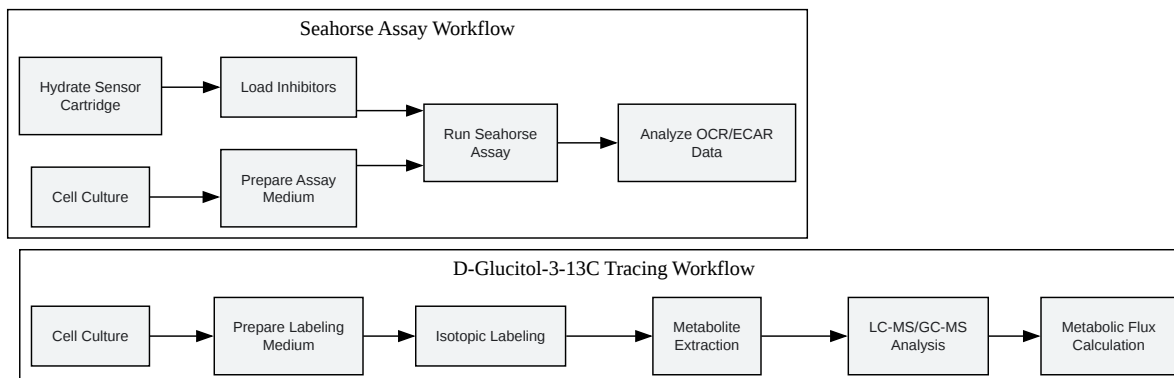 Seahorse Assay Workflow
Hydrate Sensor
Cartridge
Load Inhibitors
Cell Culture
Prepare Assay
Medium
Run Seahorse
Assay
Analyze OCR/ECAR
Data
D-Glucitol-3-13C Tracing Workflow
Cell Culture
Prepare Labeling
Medium
Isotopic Labeling
Metabolite
Extraction
LC-MS/GC-MS
Analysis
Metabolic Flux
Calculation